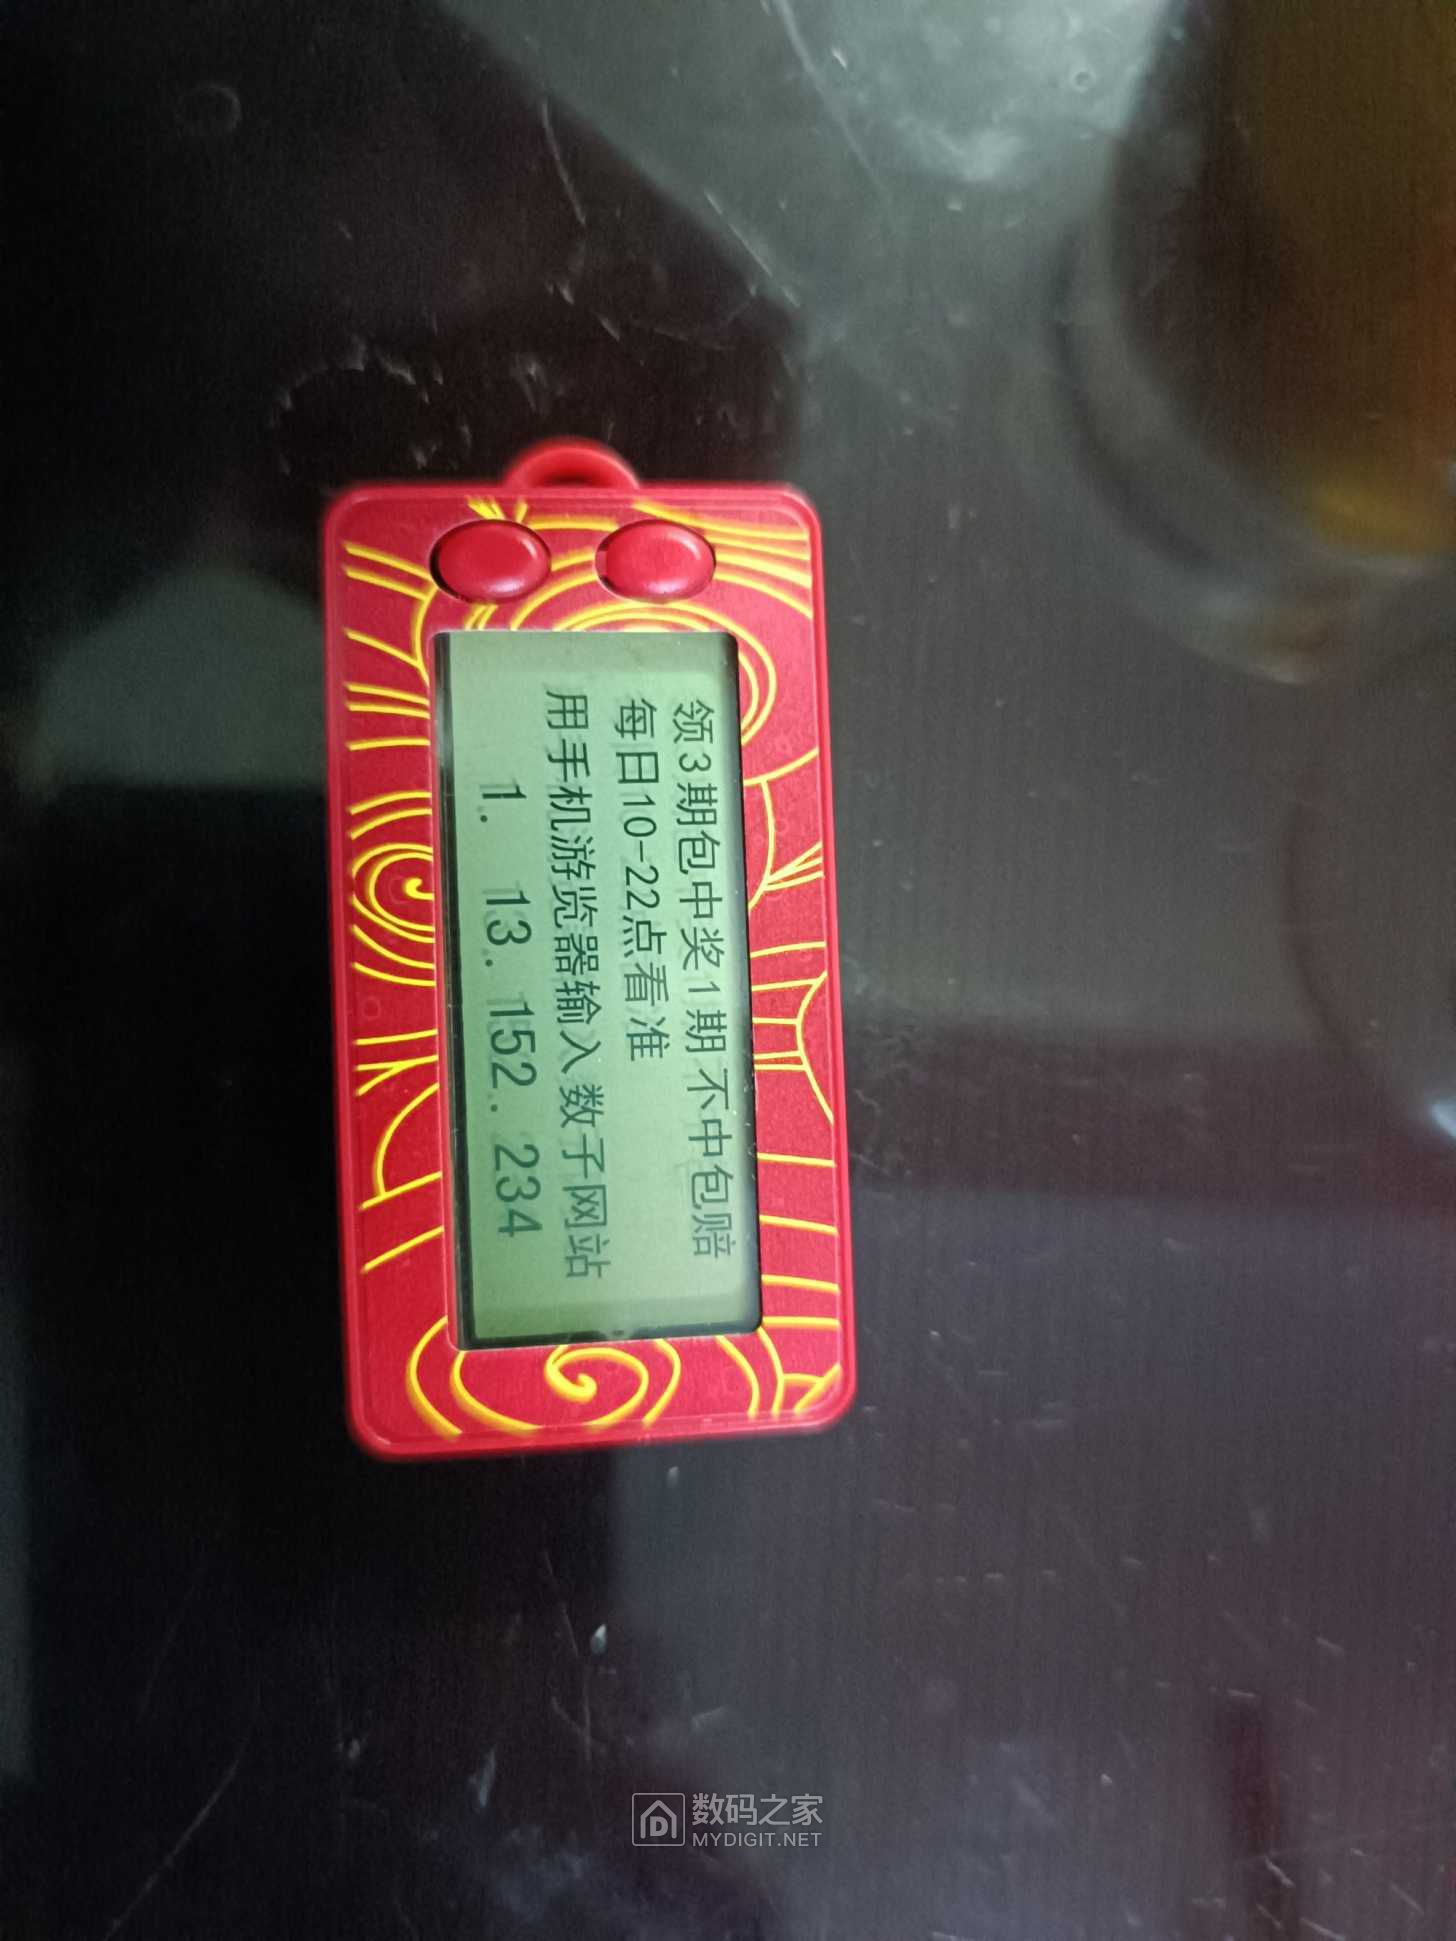 领3期包中奖1期不中包赔
每日10-22点看准
用手机游览器输入数子网站
1. 13. 152. 234
数码之家
MYDIGIT.NET